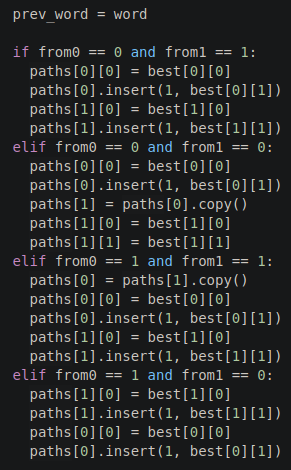 prev_word = word

if from0 == 0 and from1 == 1:
  paths[0][0] = best[0][0]
  paths[0].insert(1, best[0][1])
  paths[1][0] = best[1][0]
  paths[1].insert(1, best[1][1])
elif from0 == 0 and from1 == 0:
  paths[0][0] = best[0][0]
  paths[0].insert(1, best[0][1])
  paths[1] = paths[0].copy()
  paths[1][0] = best[1][0]
  paths[1][1] = best[1][1]
elif from0 == 1 and from1 == 1:
  paths[0] = paths[1].copy()
  paths[0][0] = best[0][0]
  paths[0].insert(1, best[0][1])
  paths[1][0] = best[1][0]
  paths[1].insert(1, best[1][1])
elif from0 == 1 and from1 == 0:
  paths[1][0] = best[1][0]
  paths[1].insert(1, best[1][1])
  paths[0][0] = best[0][0]
  paths[0].insert(1, best[0][1])